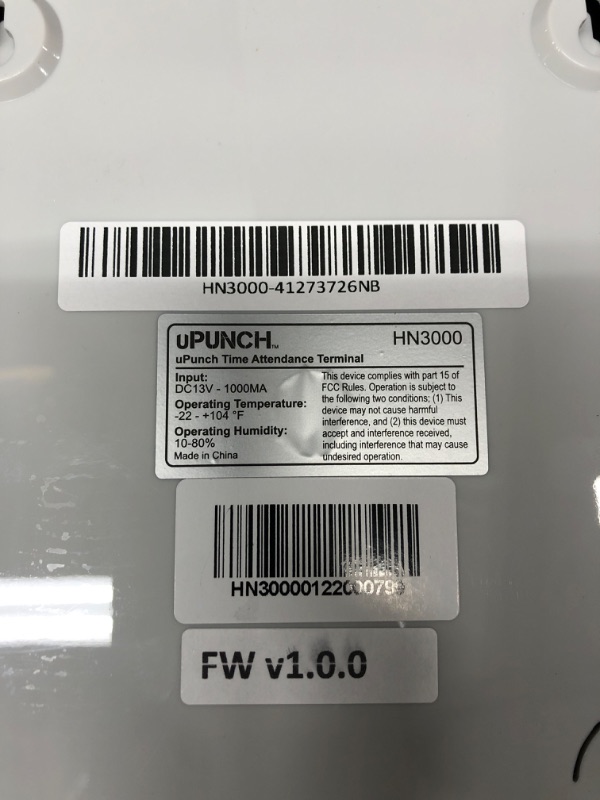 HN3000-41273726NB
uPUNCH™ HN3000
uPunch Time Attendance Terminal
Input:
DC13V - 1000MA
Operating Temperature:
-22 - +104 °F
Operating Humidity:
10-80%
Made in China
This device complies with part 15 of
FCC Rules. Operation is subject to
the following two conditions; (1) This
device may not cause harmful
interference, and (2) this device must
accept and interference received,
including interference that may cause
undesired operation.
FW v1.0.0